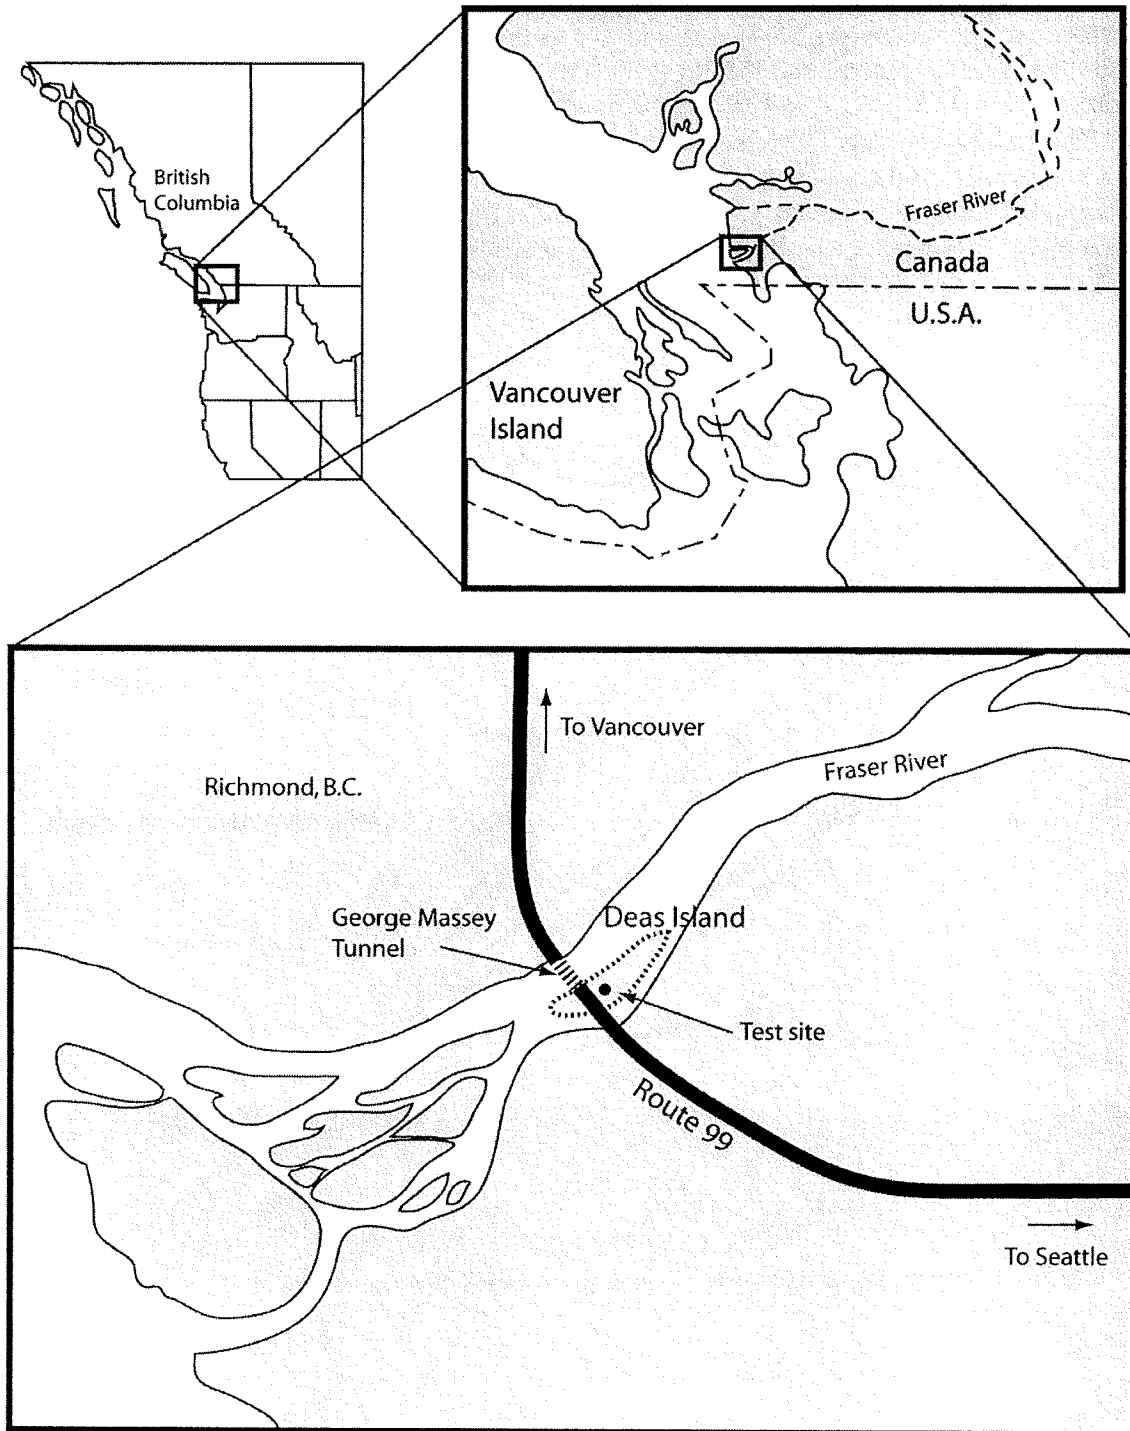 British
Columbia
Fraser River
Canada
U.S.A.
Vancouver
Island
To Vancouver
Richmond, B.C.
Fraser River
George Massey
Tunnel
Deas Island
Test site
Route 99
To Seattle